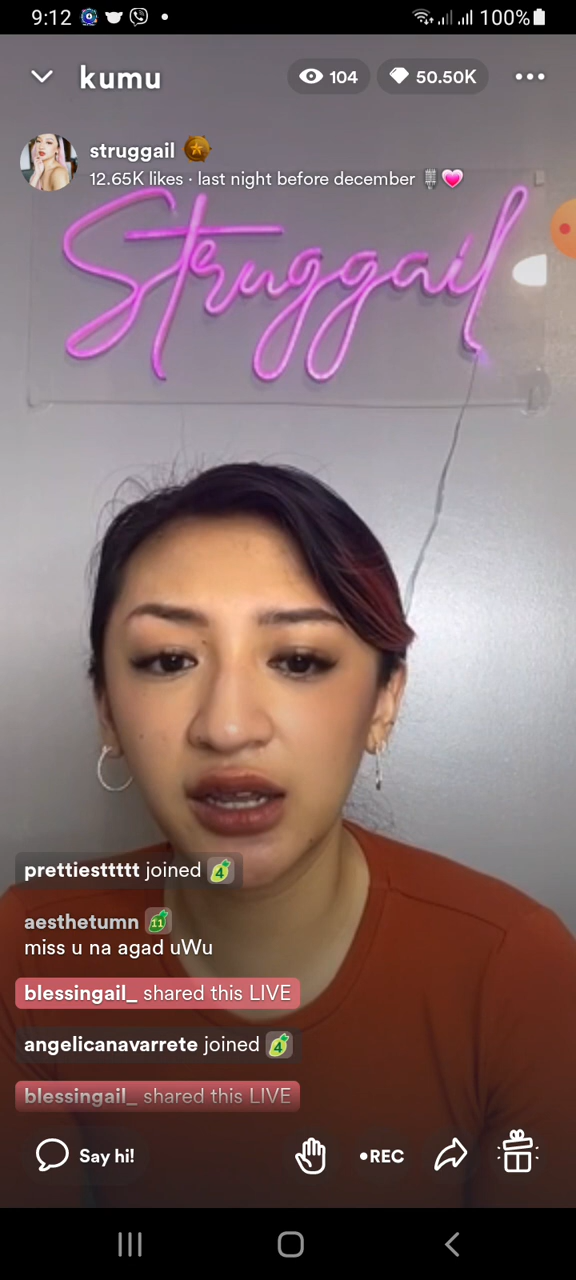 9:12
100%
kumu
104
50.50K
struggail
12.65K likes · last night before december
Struggail
prettiesttttt joined 4
aesthetumn 11
miss u na agad uWu
blessingail_ shared this LIVE
angelicanavarrete joined 4
blessingail_ shared this LIVE
Say hi!
•REC